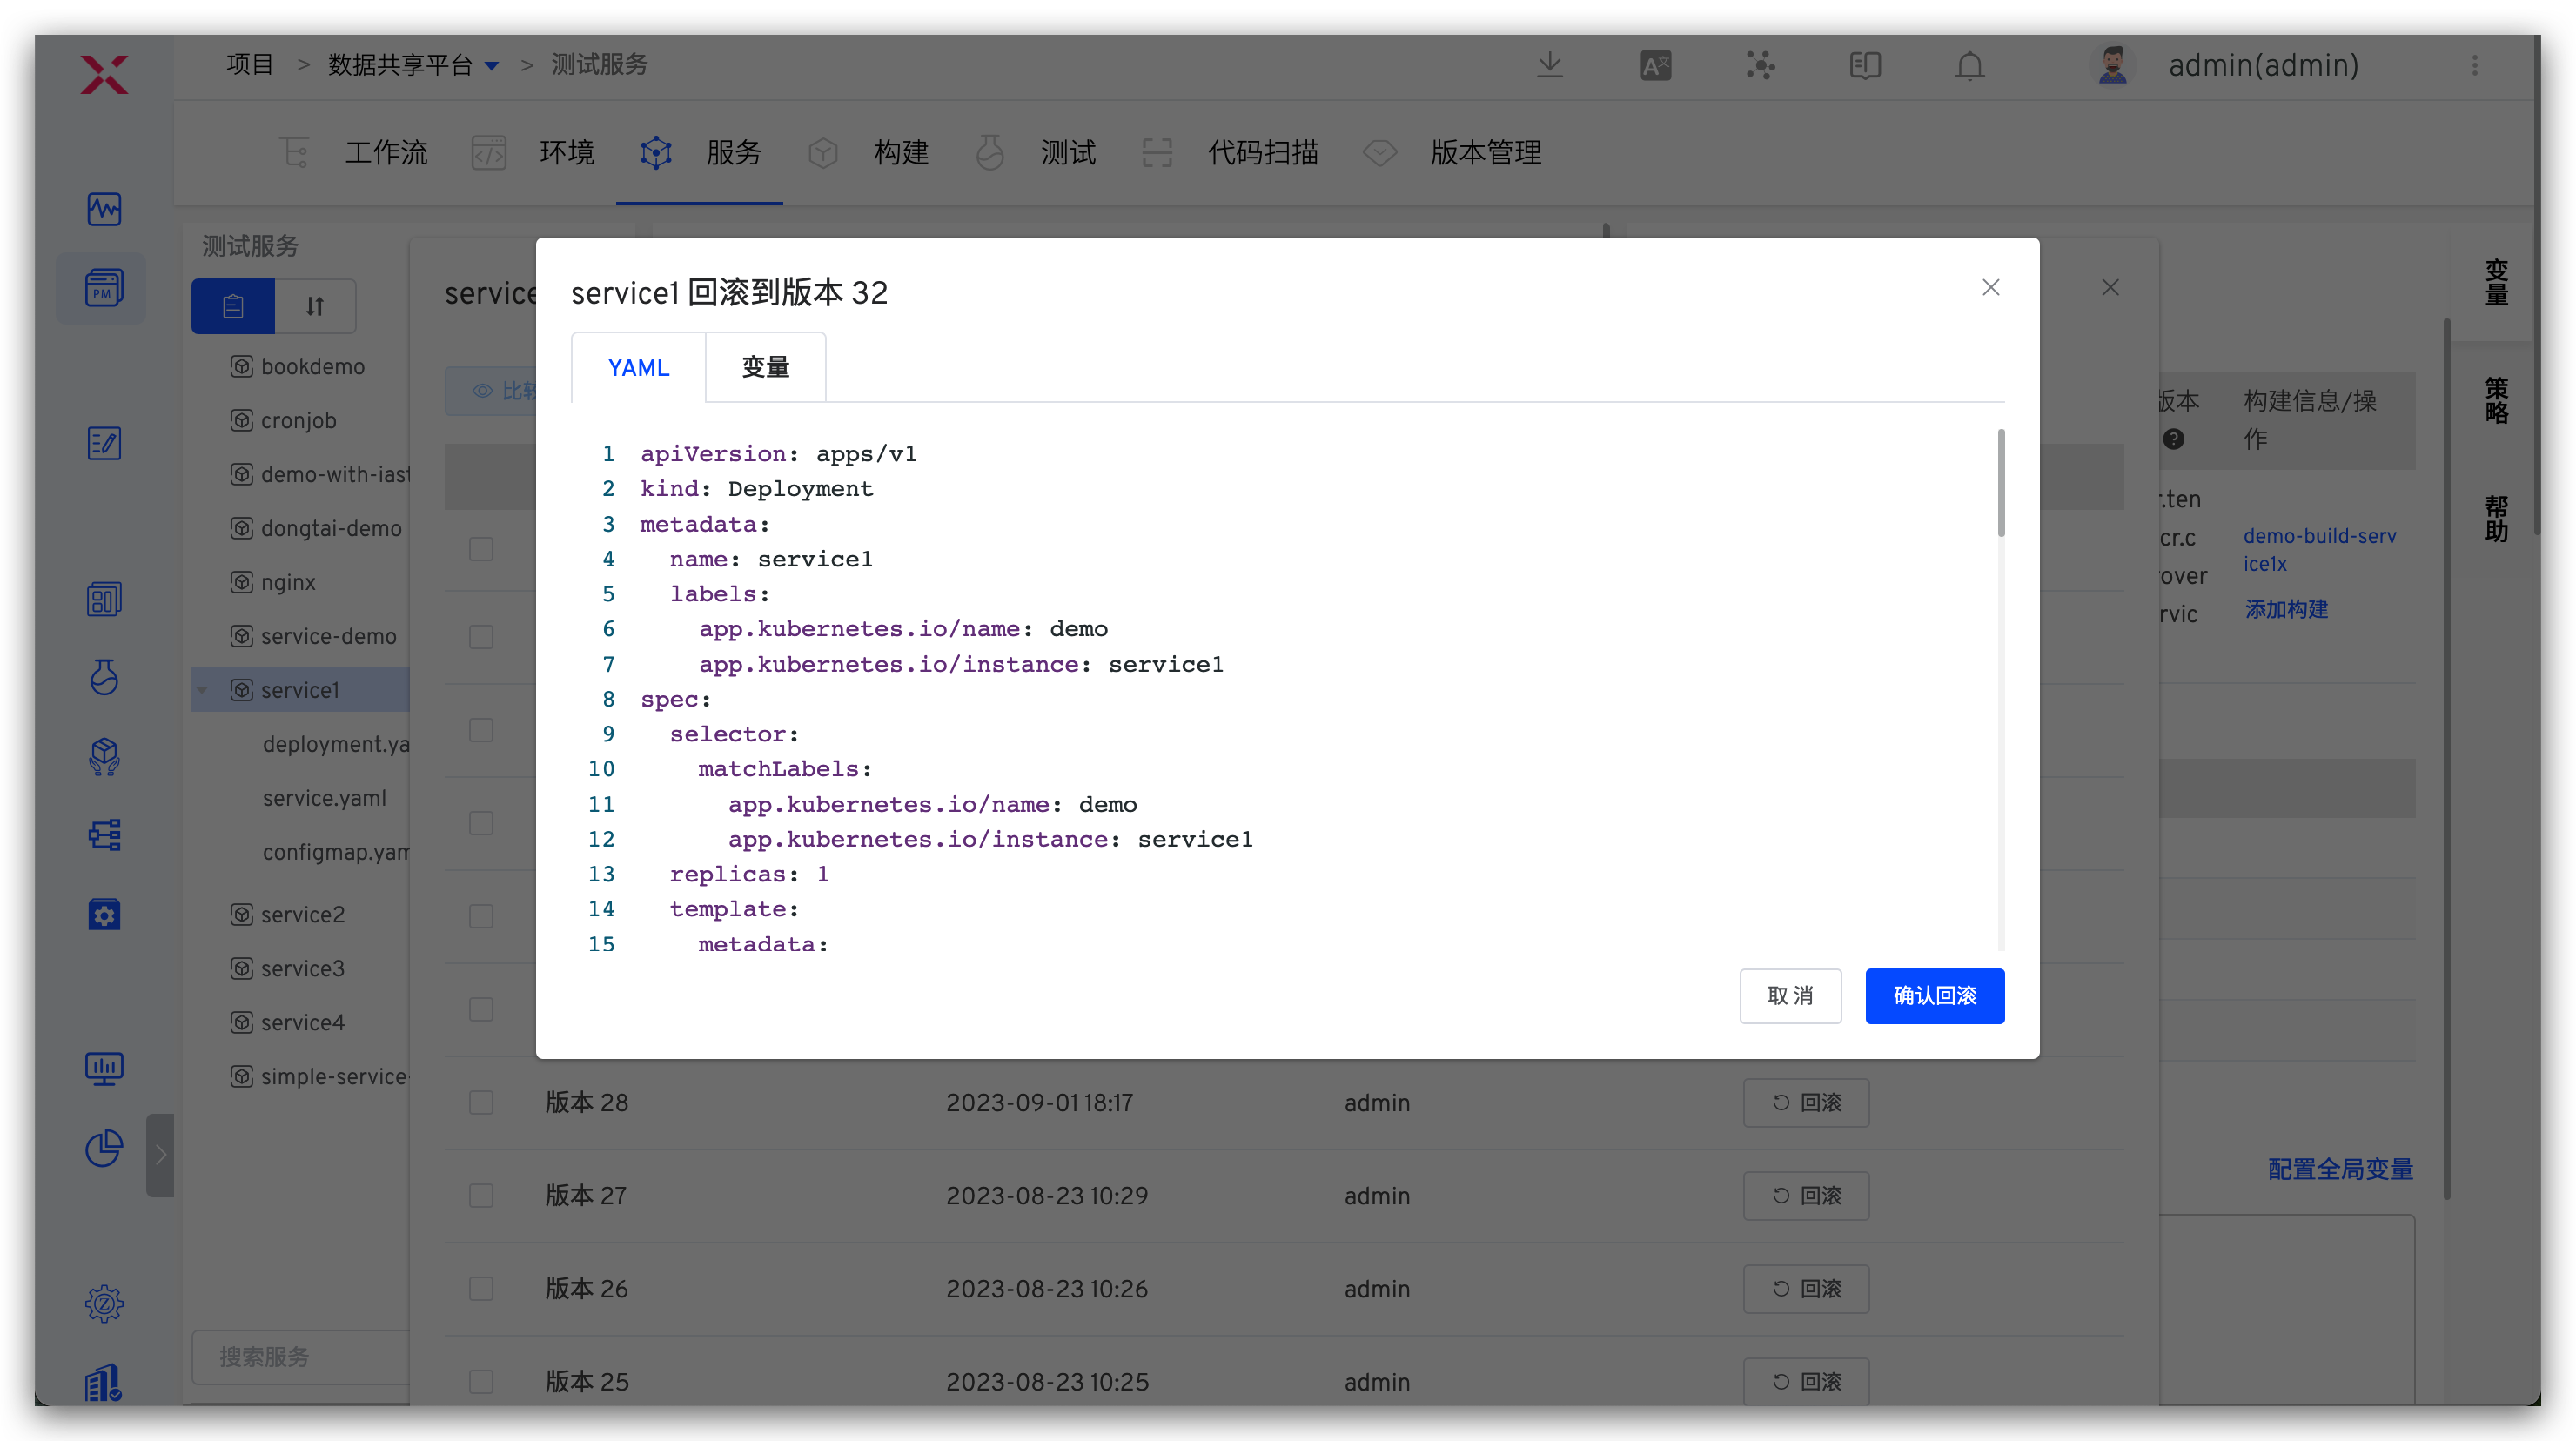 项目 > 数据共享平台 > 测试服务
admin(admin)
工作流 环境 服务 构建 测试 代码扫描 版本管理
PM
测试服务
bookdemo
cronjob
demo-with-iast
dongtai-demo
nginx
service-demo
service1
deployment.ya
service.yaml
configmap.yam
service2
service3
service4
simple-service-
搜索服务
service
比较
service1 回滚到版本 32
YAML 变量
1 apiVersion: apps/v1
2 kind: Deployment
3 metadata:
4 name: service1
5 labels:
6 app.kubernetes.io/name: demo
7 app.kubernetes.io/instance: service1
8 spec:
9 selector:
10 matchLabels:
11 app.kubernetes.io/name: demo
12 app.kubernetes.io/instance: service1
13 replicas: 1
14 template:
15 metadata:
取 消 确认回滚
版本 28 2023-09-01 18:17 admin 回滚
版本 27 2023-08-23 10:29 admin 回滚
版本 26 2023-08-23 10:26 admin 回滚
版本 25 2023-08-23 10:25 admin 回滚
版本 构建信息/操
作
r.ten
cr.c
rover
rvic
demo-build-serv
ice1x
添加构建
配置全局变量
变量
策略
帮助